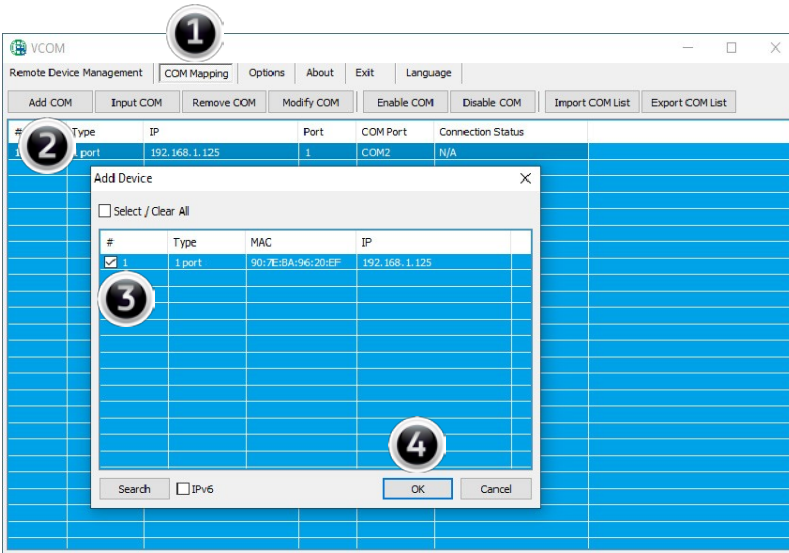 1
VCOM
Remote Device Management COM Mapping Options About Exit Language
Add COM Input COM Remove COM Modify COM Enable COM Disable COM Import COM List Export COM List
# Type IP Port COM Port Connection Status
2
1 port 192.168.1.125 1 COM2 N/A
Add Device
Select / Clear All
# Type MAC IP
1 1 port 90:7E:BA:96:20:EF 192.168.1.125
3
4
Search IPv6 OK Cancel